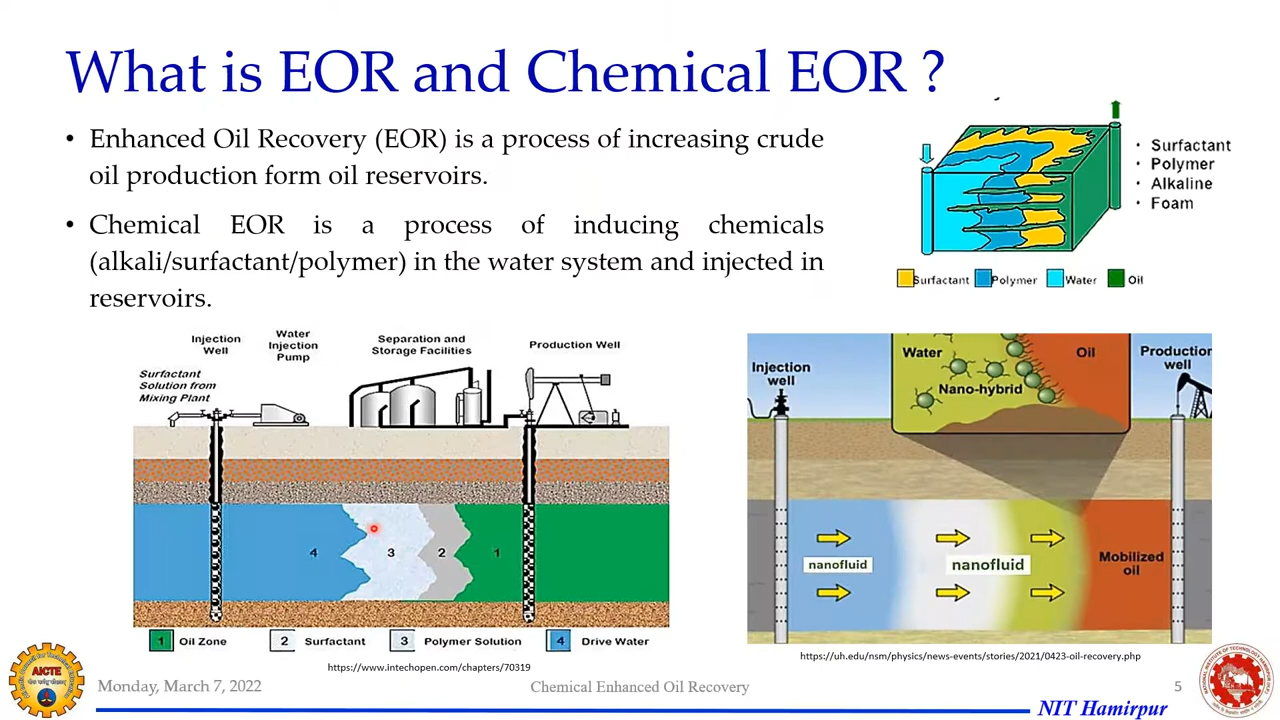 What is EOR and Chemical EOR ?
• Enhanced Oil Recovery (EOR) is a process of increasing crude
oil production form oil reservoirs.
• Chemical EOR is a process of inducing chemicals
(alkali/surfactant/polymer) in the water system and injected in
reservoirs.
• Surfactant
• Polymer
• Alkaline
• Foam
Surfactant Polymer Water Oil
Injection
Well
Water
Injection
Pump
Separation and
Storage Facilities
Production Well
Surfactant
Solution from
Mixing Plant
4 3 2 1
1 Oil Zone 2 Surfactant 3 Polymer Solution 4 Drive Water
https://www.intechopen.com/chapters/70319
Injection
well
Water
Oil
Nano-hybrid
Production
well
nanofluid
nanofluid
Mobilized
oil
https://uh.edu/nsm/physics/news-events/stories/2021/0423-oil-recovery.php
AICTE
Monday, March 7, 2022
Chemical Enhanced Oil Recovery
5
NIT Hamirpur